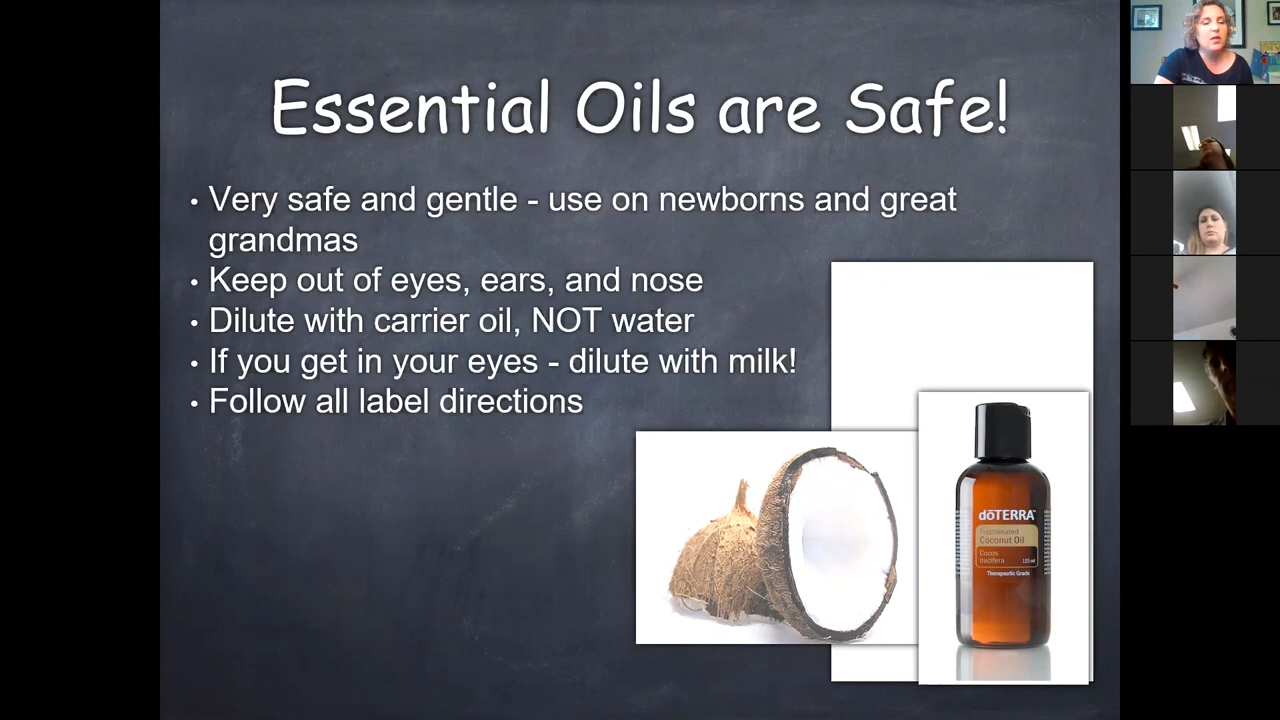 Essential Oils are Safe!
• Very safe and gentle - use on newborns and great
grandmas
• Keep out of eyes, ears, and nose
• Dilute with carrier oil, NOT water
• If you get in your eyes - dilute with milk!
• Follow all label directions
dōTERRA
Fractionated
Coconut Oil
Cocos
nucifera 115 ml
Therapeutic Grade